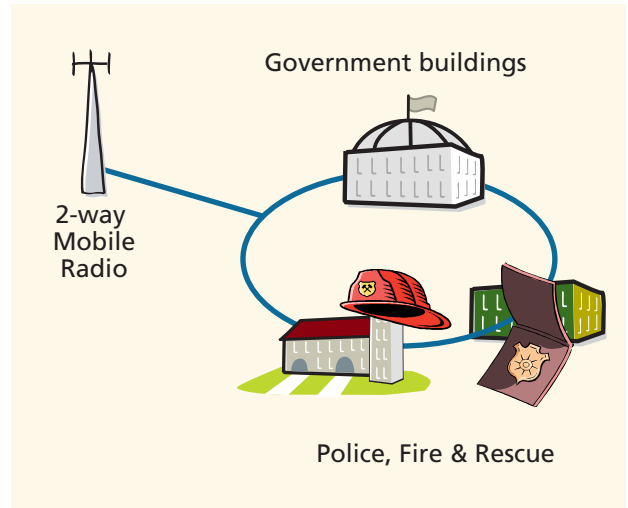 Government buildings
2-way
Mobile
Radio
Police, Fire & Rescue